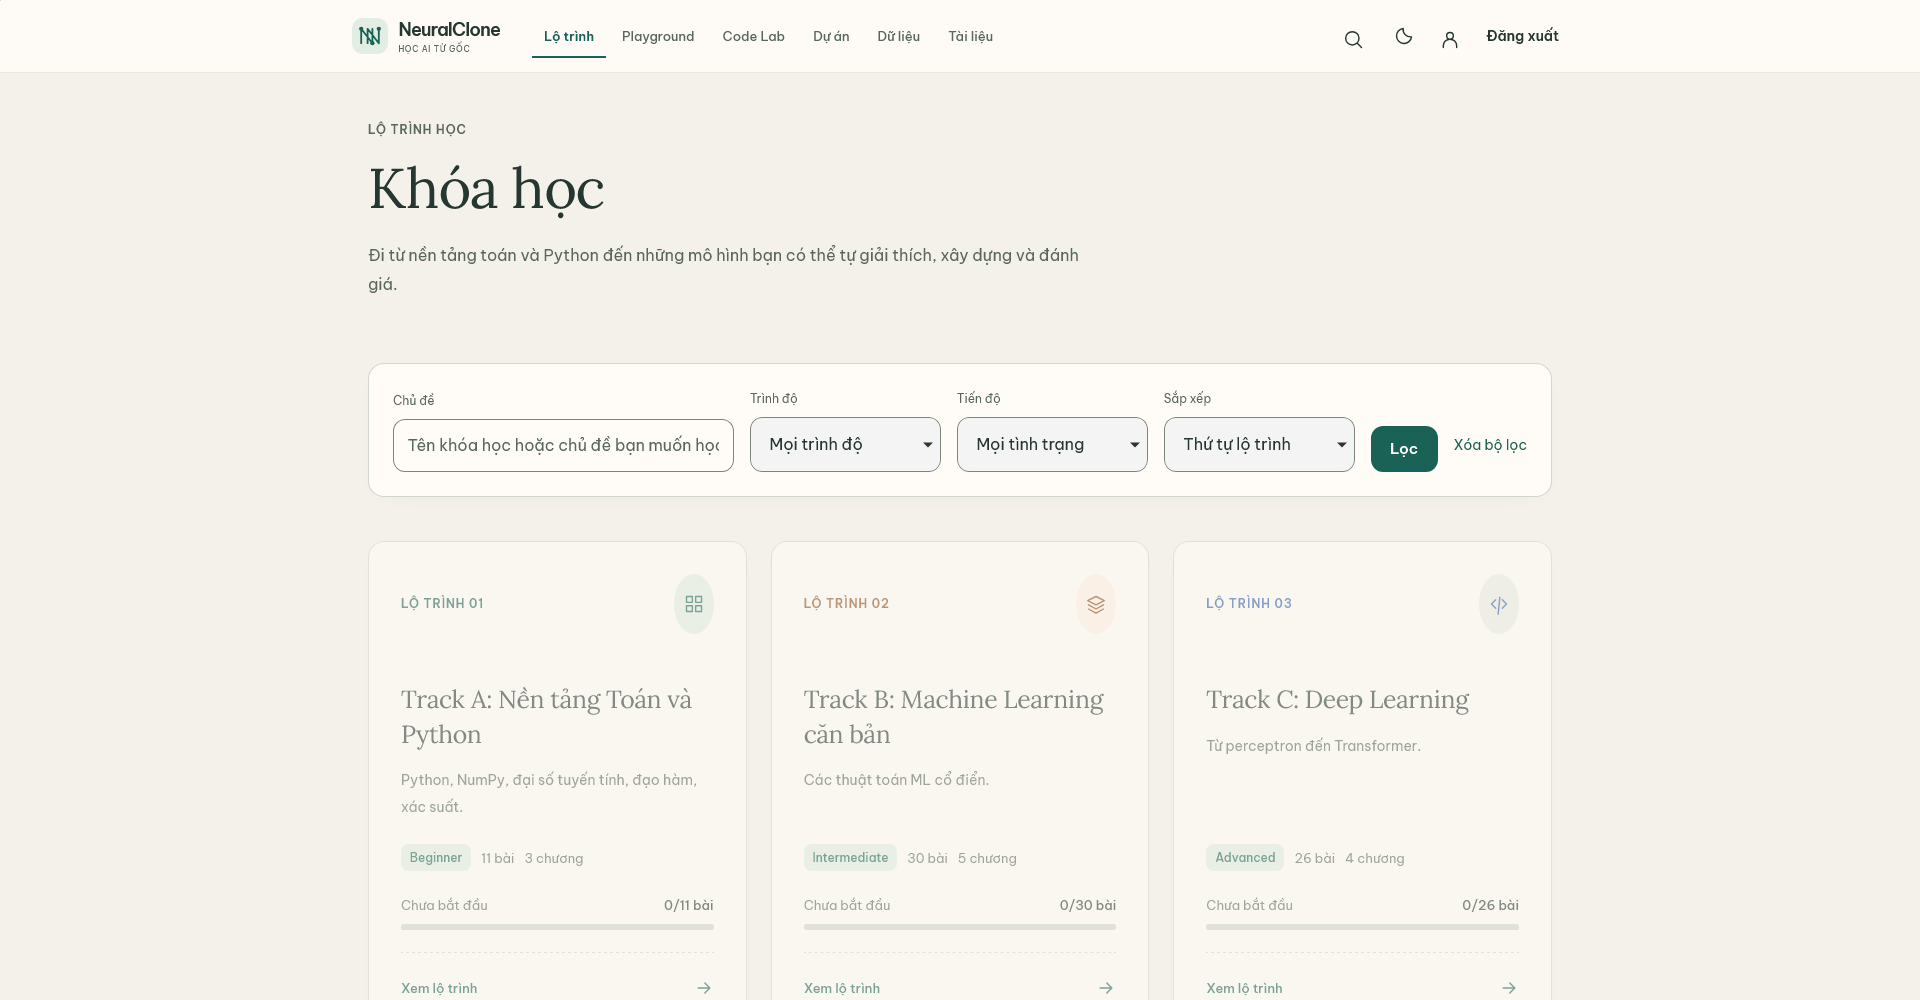 NeuralClone
HỌC AI TỪ GỐC
Lộ trình
Playground
Code Lab
Dự án
Dữ liệu
Tài liệu
Đăng xuất
LỘ TRÌNH HỌC
Khóa học
Đi từ nền tảng toán và Python đến những mô hình bạn có thể tự giải thích, xây dựng và đánh
giá.
Chủ đề
Tên khóa học hoặc chủ đề bạn muốn học
Trình độ
Mọi trình độ
Tiến độ
Mọi tình trạng
Sắp xếp
Thứ tự lộ trình
Lọc
Xóa bộ lọc
LỘ TRÌNH 01
Track A: Nền tảng Toán và
Python
Python, NumPy, đại số tuyến tính, đạo hàm,
xác suất.
Beginner 11 bài 3 chương
Chưa bắt đầu 0/11 bài
Xem lộ trình
LỘ TRÌNH 02
Track B: Machine Learning
căn bản
Các thuật toán ML cổ điển.
Intermediate 30 bài 5 chương
Chưa bắt đầu 0/30 bài
Xem lộ trình
LỘ TRÌNH 03
Track C: Deep Learning
Từ perceptron đến Transformer.
Advanced 26 bài 4 chương
Chưa bắt đầu 0/26 bài
Xem lộ trình